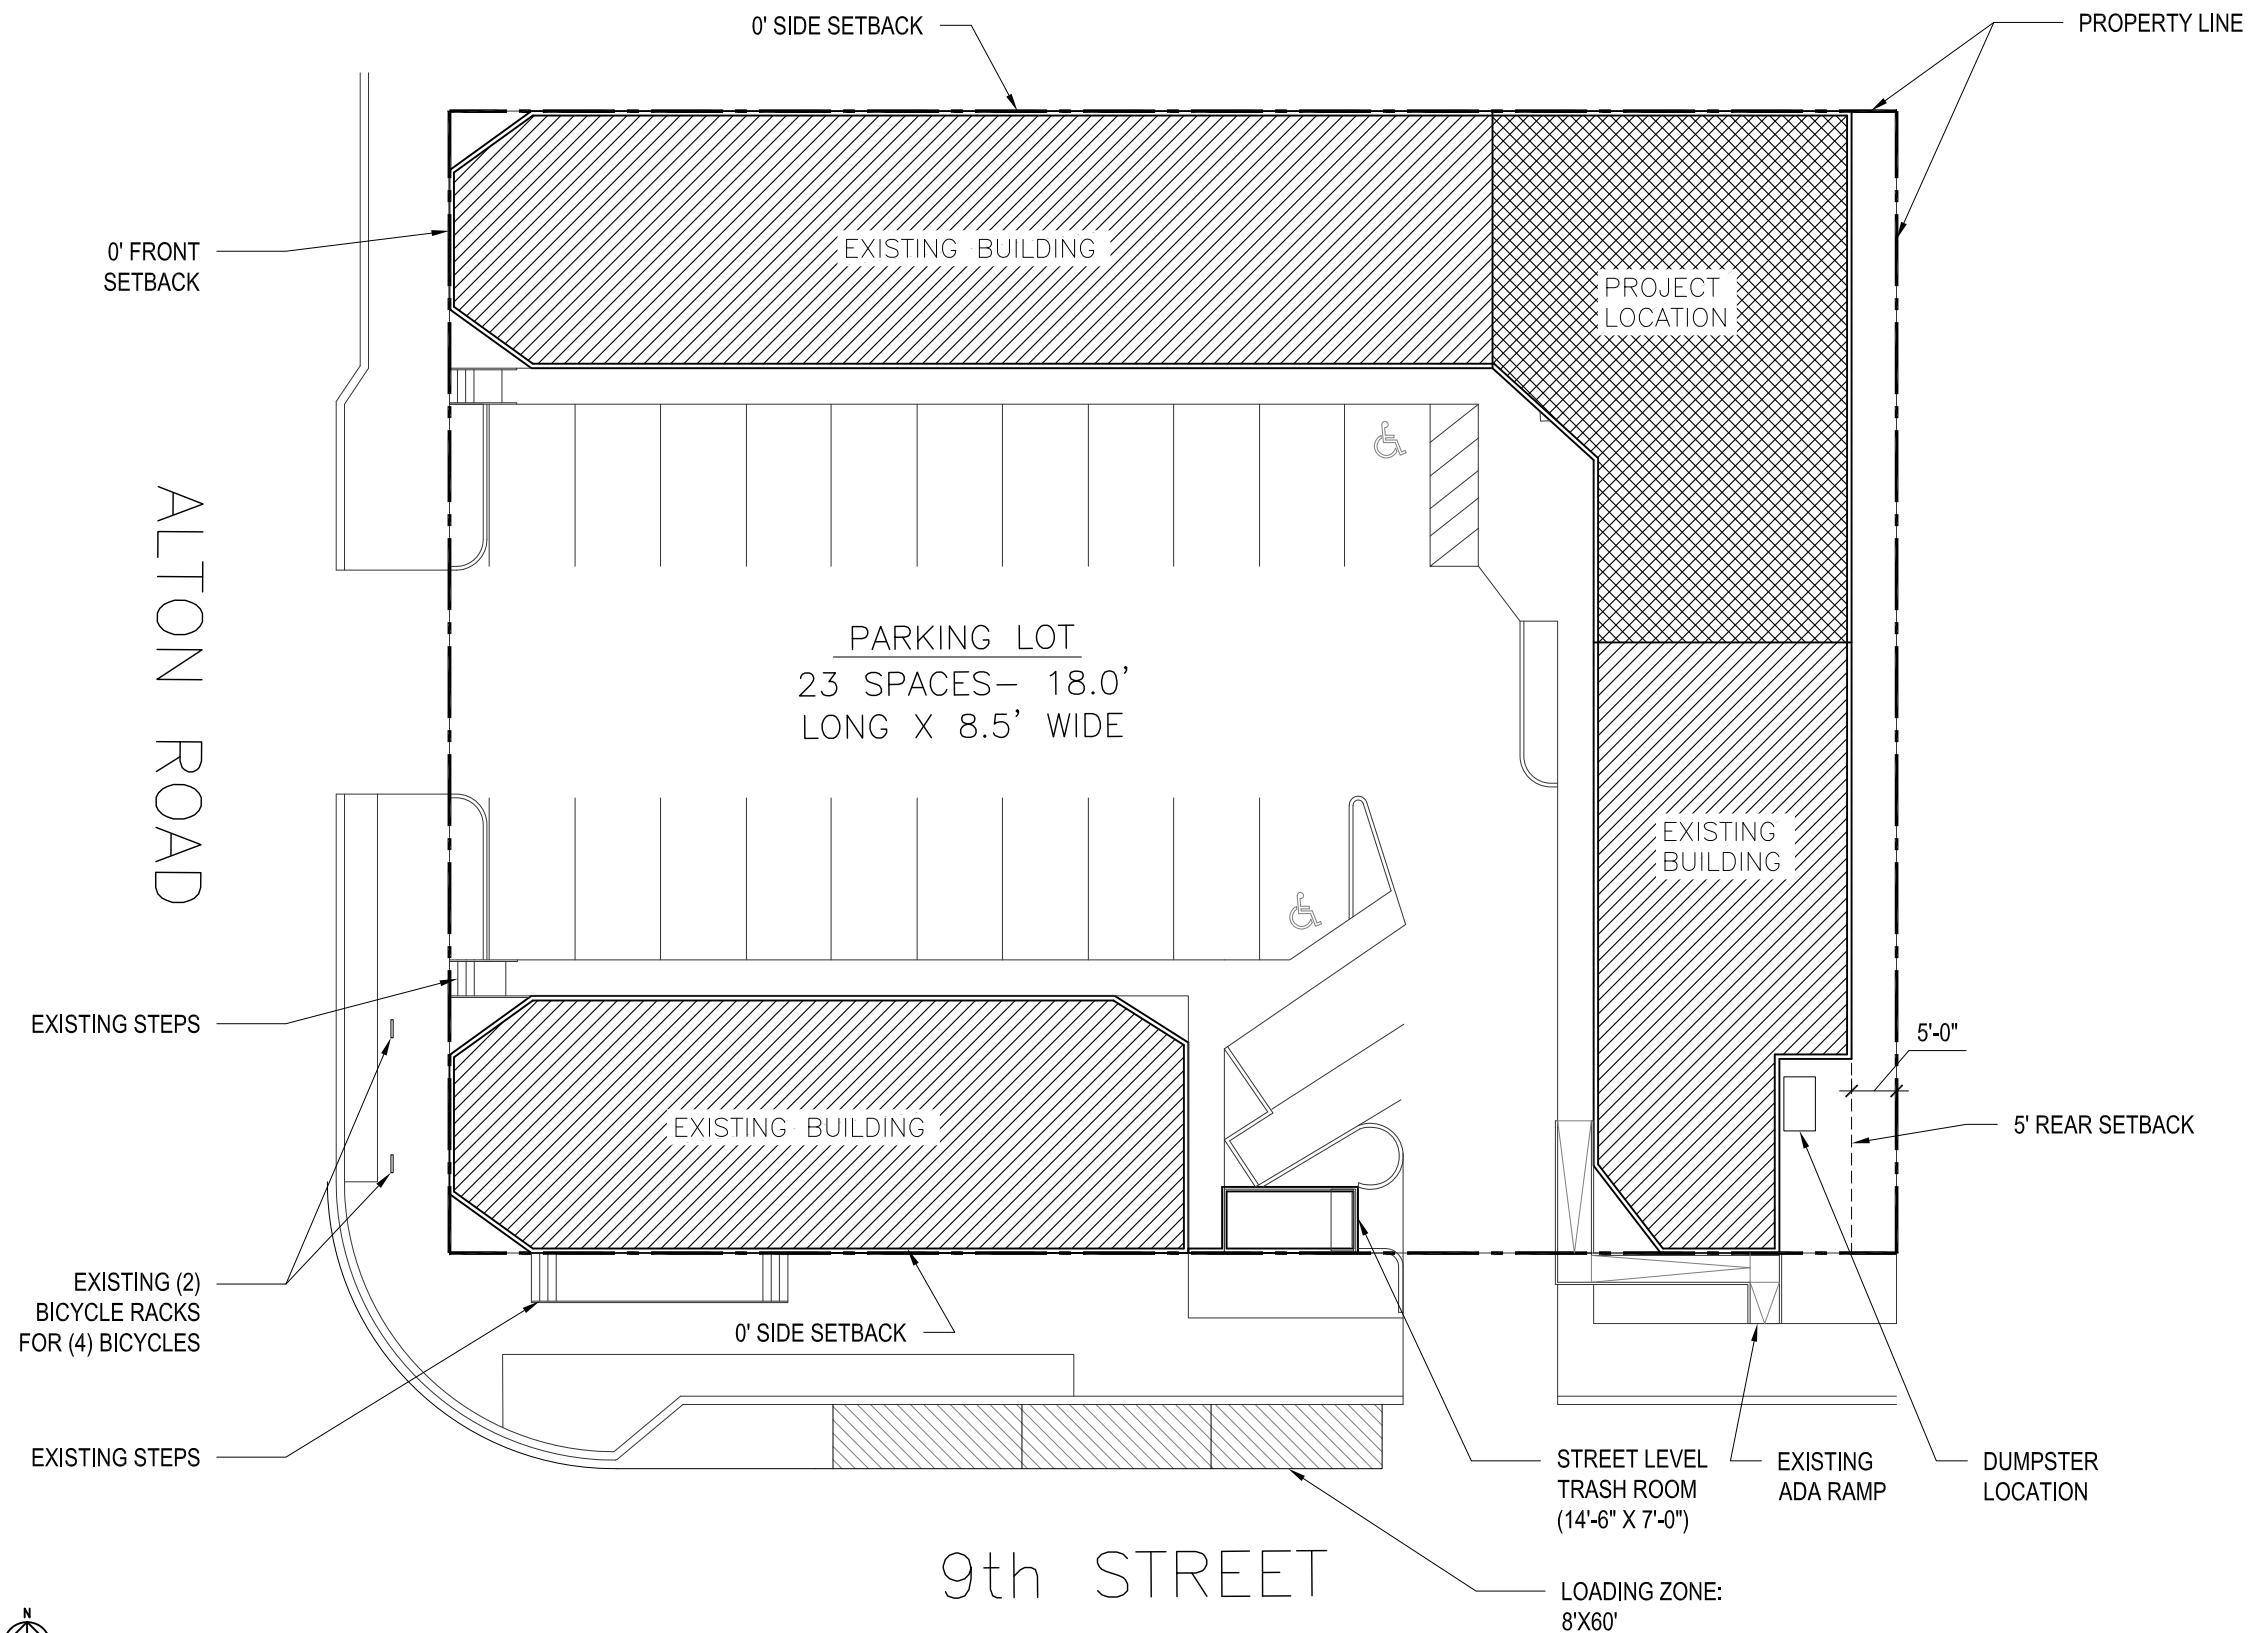 0' SIDE SETBACK
PROPERTY LINE
0' FRONT
SETBACK
EXISTING BUILDING
PROJECT
LOCATION
ALTON ROAD
PARKING LOT
23 SPACES– 18.0'
LONG X 8.5' WIDE
EXISTING
BUILDING
EXISTING STEPS
5'-0"
EXISTING BUILDING
5' REAR SETBACK
EXISTING (2)
BICYCLE RACKS
FOR (4) BICYCLES
0' SIDE SETBACK
EXISTING STEPS
STREET LEVEL
TRASH ROOM
(14'-6" X 7'-0")
EXISTING
ADA RAMP
DUMPSTER
LOCATION
9th STREET
LOADING ZONE:
8'X60'
N